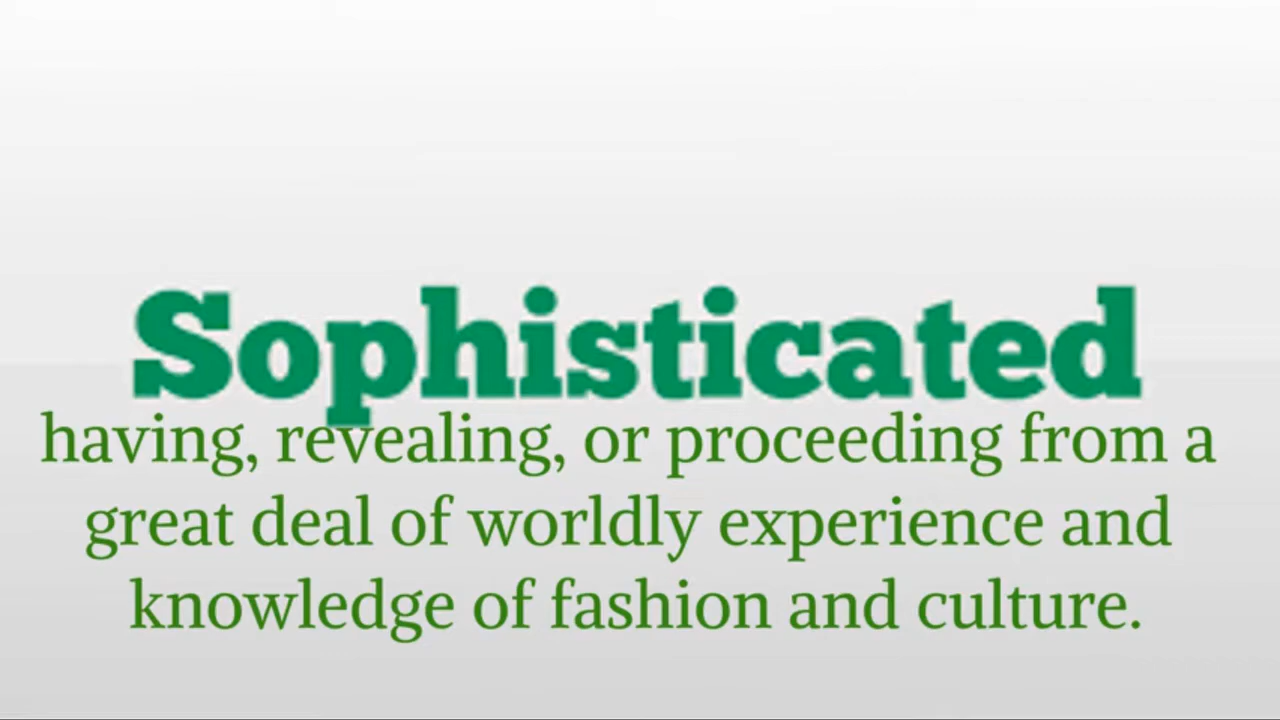 Sophisticated
having, revealing, or proceeding from a
great deal of worldly experience and
knowledge of fashion and culture.